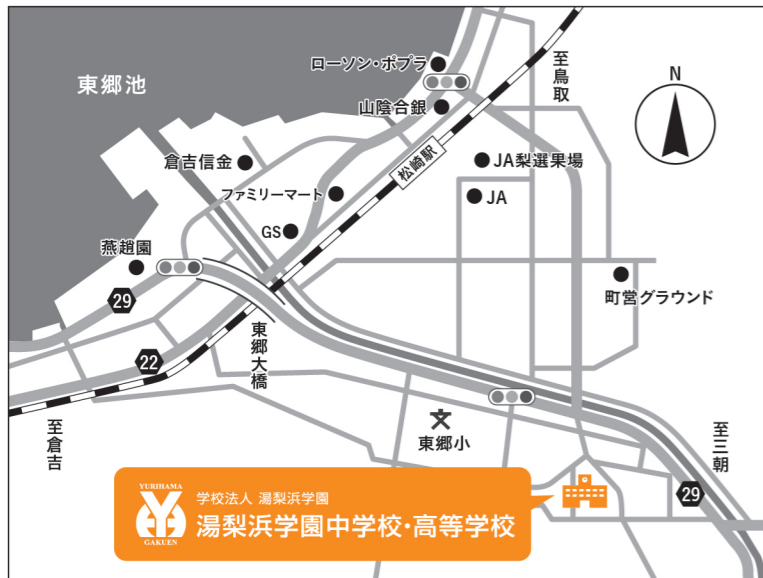 ローソン・ポプラ
至鳥取
N
東郷池
山陰合銀
松崎駅
JA梨選果場
倉吉信金
ファミリーマート
JA
GS
燕趙園
29
町営グラウンド
22
東郷大橋
至倉吉
東郷小
至三朝
29
YURIHAMA
GAKUEN
学校法人 湯梨浜学園
湯梨浜学園中学校・高等学校